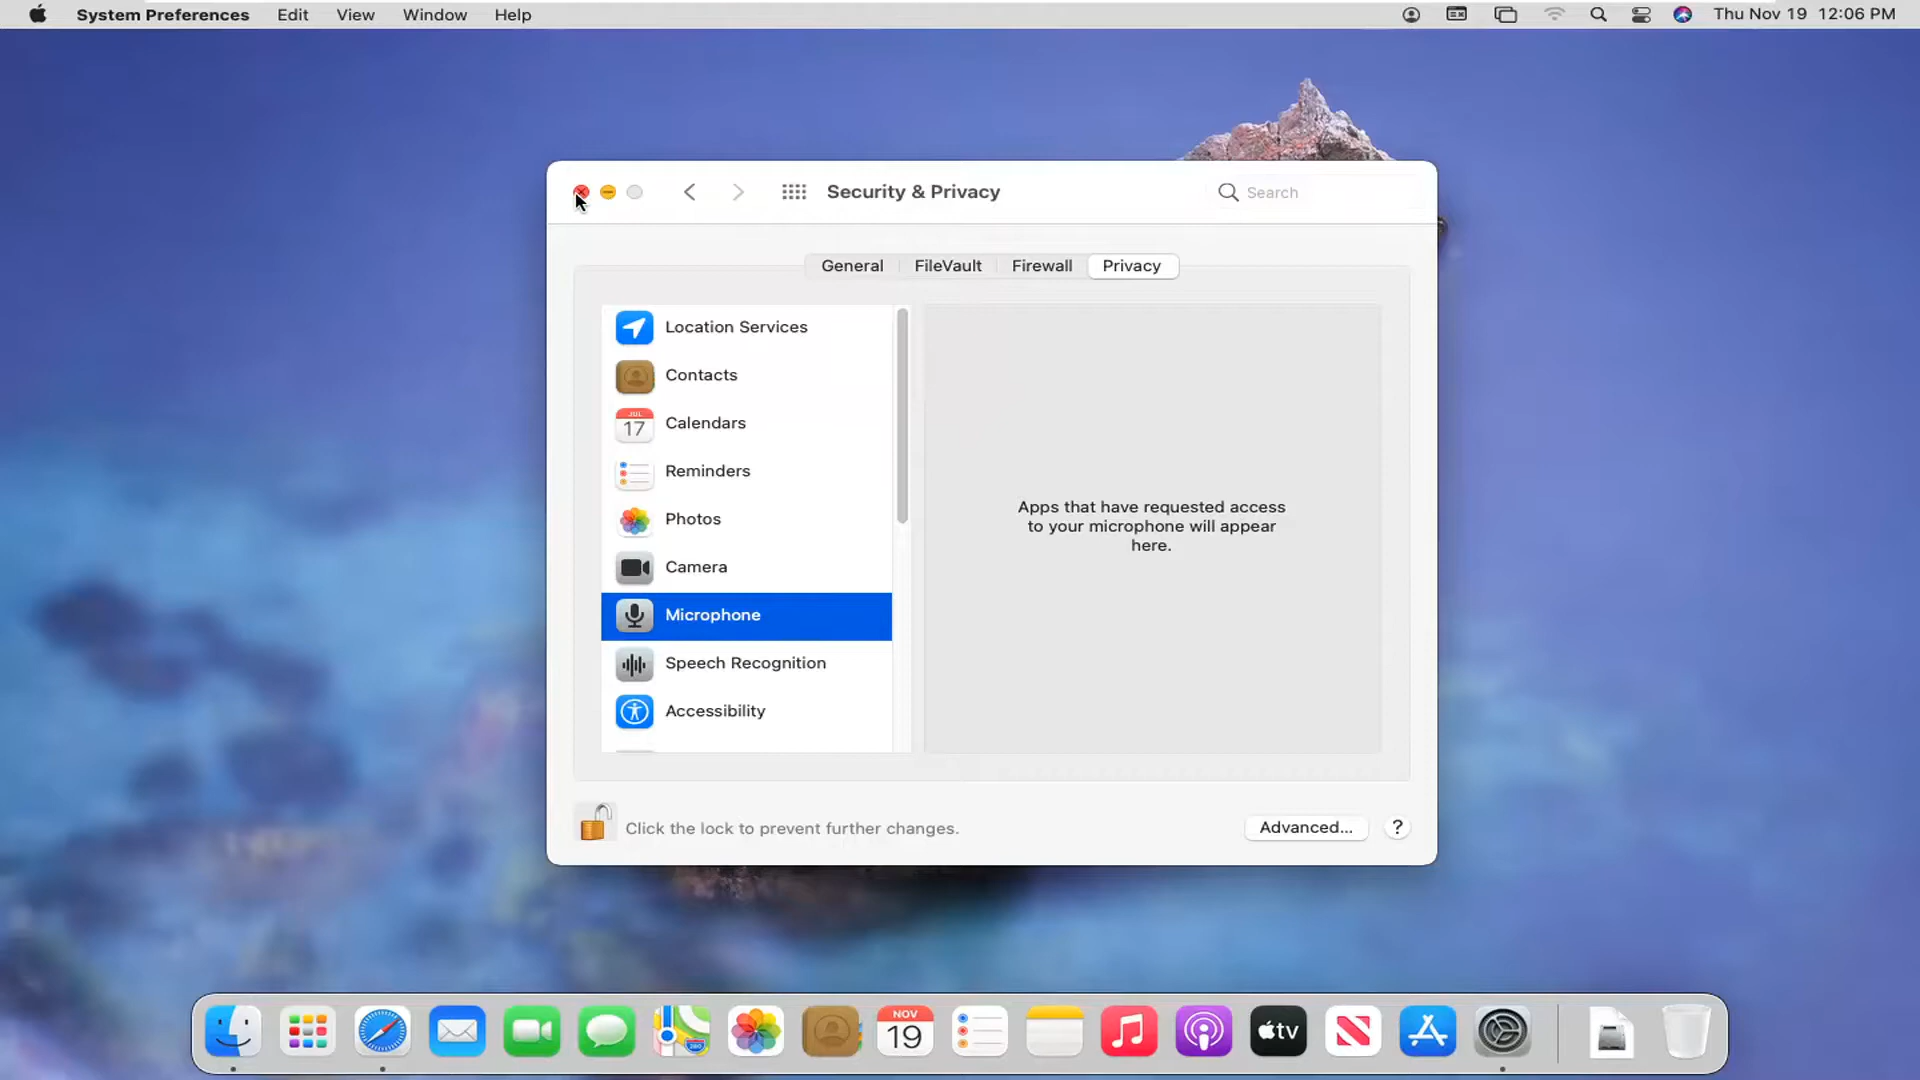 System Preferences Edit View Window Help Thu Nov 19 12:06 PM
Security & Privacy Search
General FileVault Firewall Privacy
Location Services
Contacts
JUL
17 Calendars
Reminders
Photos
Camera
Microphone
Speech Recognition
Accessibility
Apps that have requested access
to your microphone will appear
here.
Click the lock to prevent further changes. Advanced... ?
NOV
19
tv